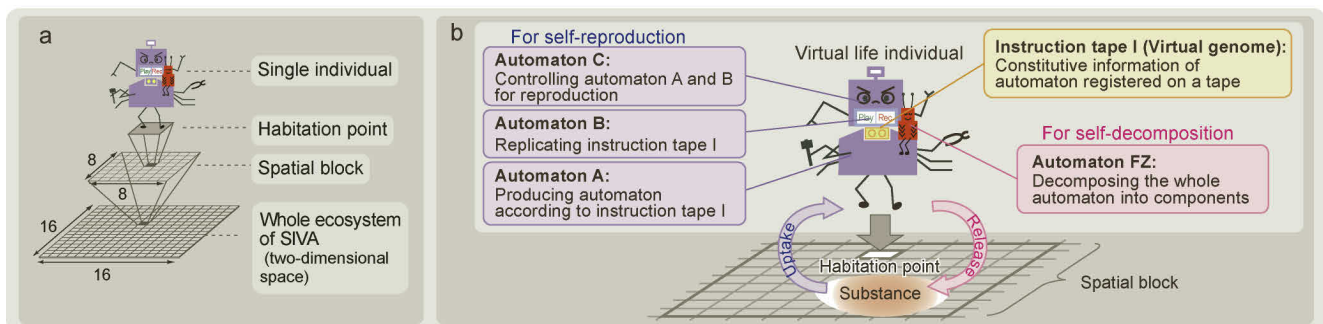 a
Play Rec
Single individual
Habitation point
8
8
Spatial block
16
16
Whole ecosystem
of SIVA
(two-dimensional
space)
b
For self-reproduction
Automaton C:
Controlling automaton A and B
for reproduction
Automaton B:
Replicating instruction tape I
Automaton A:
Producing automaton
according to instruction tape I
Virtual life individual
Play Rec
Instruction tape I (Virtual genome):
Constitutive information of
automaton registered on a tape
For self-decomposition
Automaton FZ:
Decomposing the whole
automaton into components
Uptake
Release
Habitation point
Substance
Spatial block